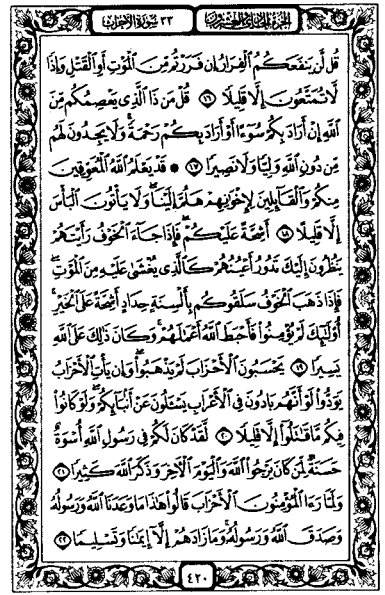 الجزء الحادي والعشرون ٣٣ سورة الأحزاب
قُل لَّن يَنفَعَكُمُ ٱلْفِرَارُ إِن فَرَرْتُم مِّنَ ٱلْمَوْتِ أَوِ ٱلْقَتْلِ وَإِذًا
لَّا تُمَتَّعُونَ إِلَّا قَلِيلًا ١٦ قُلْ مَن ذَا ٱلَّذِى يَعْصِمُكُم مِّنَ
ٱللَّهِ إِنْ أَرَادَ بِكُمْ سُوٓءًا أَوْ أَرَادَ بِكُمْ رَحْمَةً ۚ وَلَا يَجِدُونَ لَهُم
مِّن دُونِ ٱللَّهِ وَلِيًّا وَلَا نَصِيرًا ١٧ ۞ قَدْ يَعْلَمُ ٱللَّهُ ٱلْمُعَوِّقِينَ
مِنكُمْ وَٱلْقَآئِلِينَ لِإِخْوَٰنِهِمْ هَلُمَّ إِلَيْنَا ۖ وَلَا يَأْتُونَ ٱلْبَأْسَ
إِلَّا قَلِيلًا ١٨ أَشِحَّةً عَلَيْكُمْ ۖ فَإِذَا جَآءَ ٱلْخَوْفُ رَأَيْتَهُمْ
يَنظُرُونَ إِلَيْكَ تَدُورُ أَعْيُنُهُمْ كَٱلَّذِى يُغْشَىٰ عَلَيْهِ مِنَ ٱلْمَوْتِ ۖ
فَإِذَا ذَهَبَ ٱلْخَوْفُ سَلَقُوكُم بِأَلْسِنَةٍ حِدَادٍ أَشِحَّةً عَلَى ٱلْخَيْرِ ۚ
أُو۟لَٰٓئِكَ لَمْ يُؤْمِنُوا۟ فَأَحْبَطَ ٱللَّهُ أَعْمَٰلَهُمْ ۚ وَكَانَ ذَٰلِكَ عَلَى ٱللَّهِ
يَسِيرًا ١٩ يَحْسَبُونَ ٱلْأَحْزَابَ لَمْ يَذْهَبُوا۟ ۖ وَإِن يَأْتِ ٱلْأَحْزَابُ
يَوَدُّوا۟ لَوْ أَنَّهُم بَادُونَ فِى ٱلْأَعْرَابِ يَسْـَٔلُونَ عَنْ أَنۢبَآئِكُمْ ۖ وَلَوْ كَانُوا۟
فِيكُم مَّا قَٰتَلُوٓا۟ إِلَّا قَلِيلًا ٢٠ لَّقَدْ كَانَ لَكُمْ فِى رَسُولِ ٱللَّهِ أُسْوَةٌ
حَسَنَةٌ لِّمَن كَانَ يَرْجُوا۟ ٱللَّهَ وَٱلْيَوْمَ ٱلْءَاخِرَ وَذَكَرَ ٱللَّهَ كَثِيرًا ٢١
وَلَمَّا رَءَا ٱلْمُؤْمِنُونَ ٱلْأَحْزَابَ قَالُوا۟ هَٰذَا مَا وَعَدَنَا ٱللَّهُ وَرَسُولُهُۥ
وَصَدَقَ ٱللَّهُ وَرَسُولُهُۥ ۚ وَمَا زَادَهُمْ إِلَّآ إِيمَٰنًا وَتَسْلِيمًا ٢٢
٤٢٠